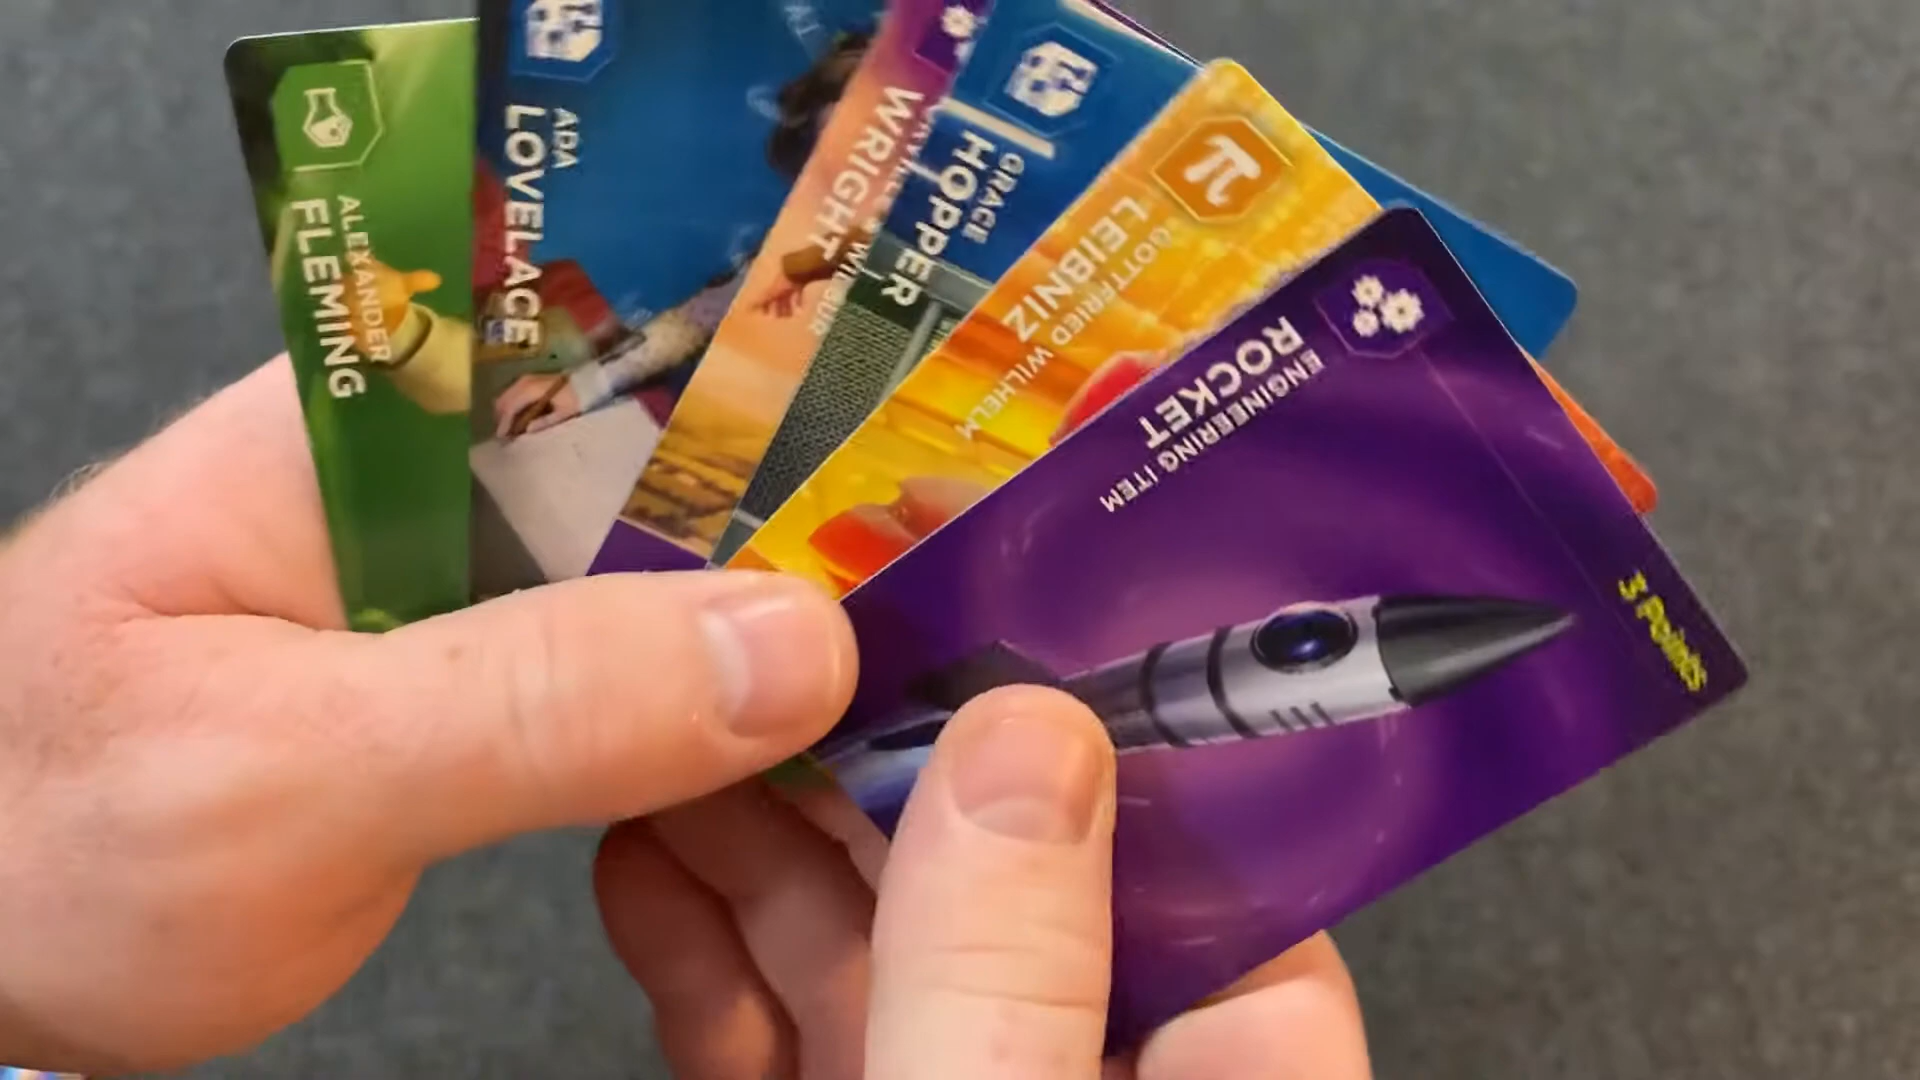 ALEXANDER
FLEMING
ADA
LOVELACE
WRIGHT
GRACE
HOPPER
π
GOTTFRIED WILHELM
LEIBNIZ
ENGINEERING ITEM
ROCKET
3 Points